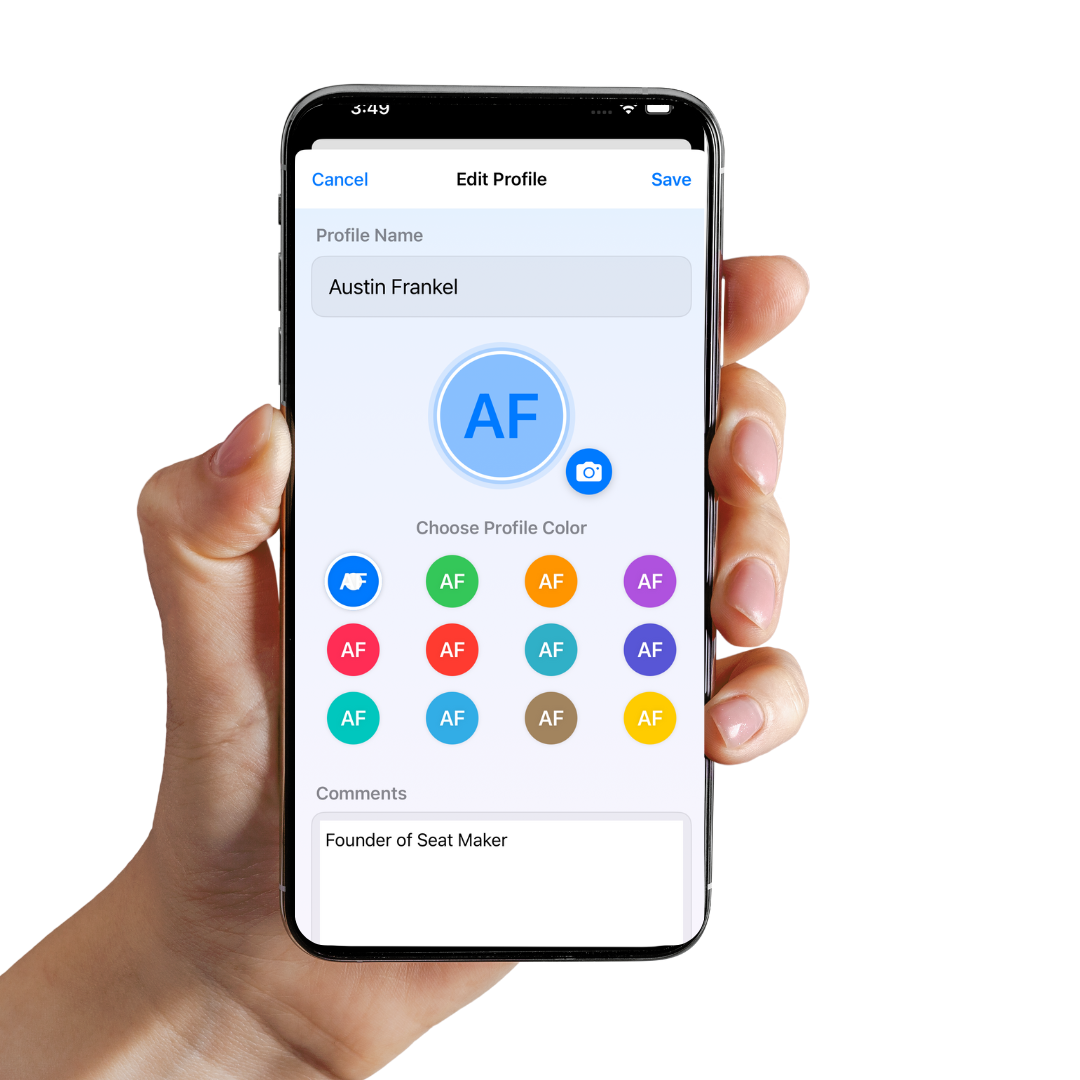 3:49
Cancel Edit Profile Save
Profile Name
Austin Frankel
AF
Choose Profile Color
AF AF AF AF
AF AF AF AF
AF AF AF AF
Comments
Founder of Seat Maker